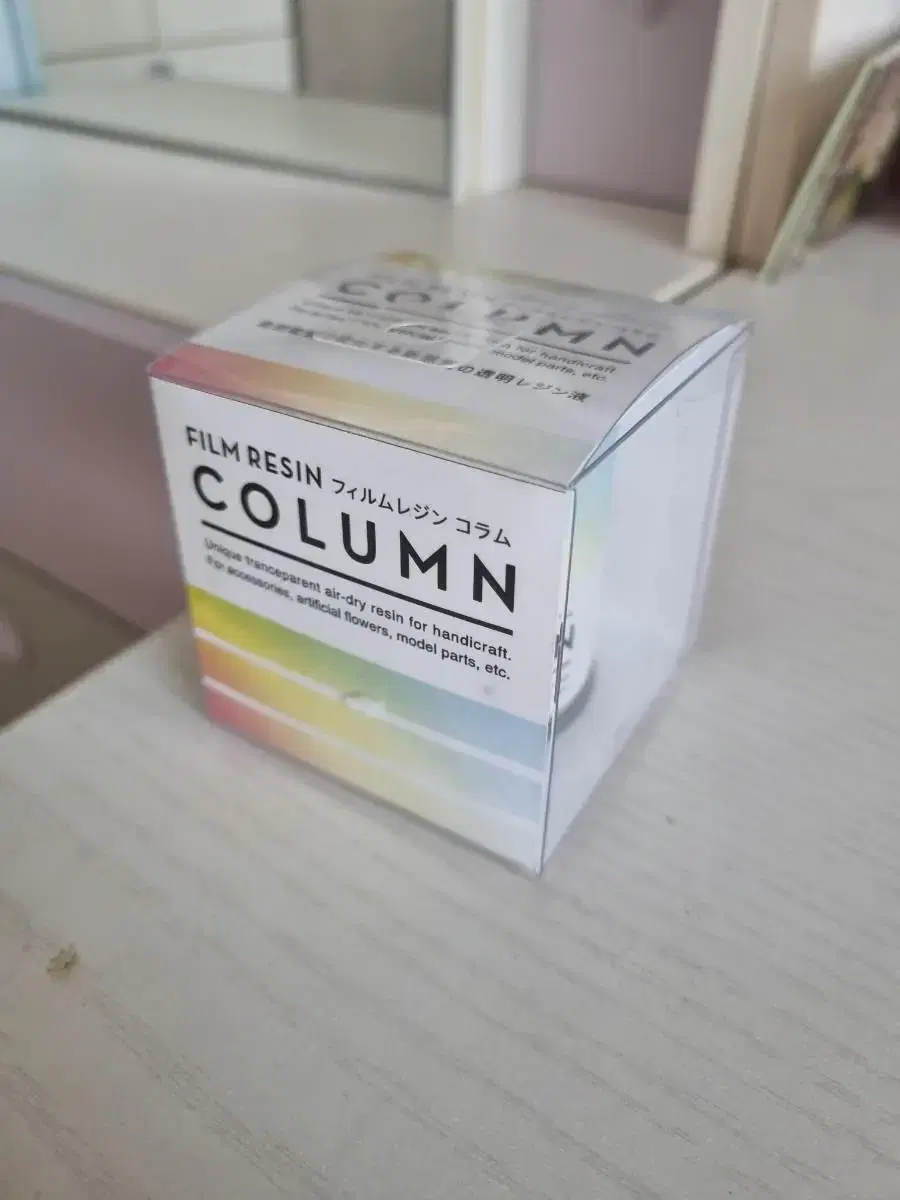 COLUMN
n for handicraft.
model parts, etc.
の透明レジン液
FILM RESIN フィルムレジン コラム
COLUMN
Unique tranceparent air-dry resin for handicraft.
For accessories, artificial flowers, model parts, etc.